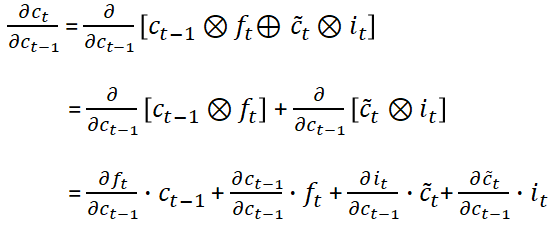 ∂c_t/∂c_{t−1} = ∂/∂c_{t−1} [c_{t−1} ⊗ f_t ⊕ c̃_t ⊗ i_t]
= ∂/∂c_{t−1} [c_{t−1} ⊗ f_t] + ∂/∂c_{t−1} [c̃_t ⊗ i_t]
= ∂f_t/∂c_{t−1} · c_{t−1} + ∂c_{t−1}/∂c_{t−1} · f_t + ∂i_t/∂c_{t−1} · c̃_t + ∂c̃_t/∂c_{t−1} · i_t